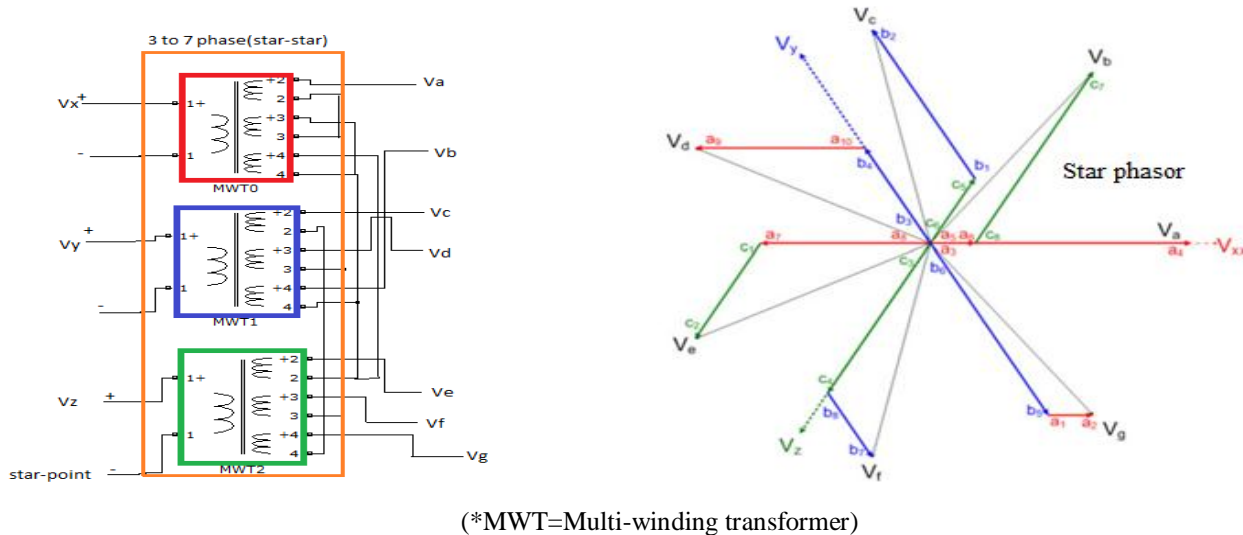 3 to 7 phase(star-star)
Vx
+
-
1+
1
+2
2
+3
3
+4
4
MWT0
Va
Vb
Vy
+
-
1+
1
+2
2
+3
3
+4
4
MWT1
Vc
Vd
Vz
+
-
star-point
1+
1
+2
2
+3
3
+4
4
MWT2
Ve
Vf
Vg
Vc
b2
Vy
Vb
c7
Vd
a9
a10
b4
b1
c5
Star phasor
b3
c6
a7
a8
a5
a6
c8
Va
Vxx
c1
c3
a3
b6
a4
c2
Ve
c4
b8
b5
a1
a2
Vg
Vz
b7
Vf
(*MWT=Multi-winding transformer)